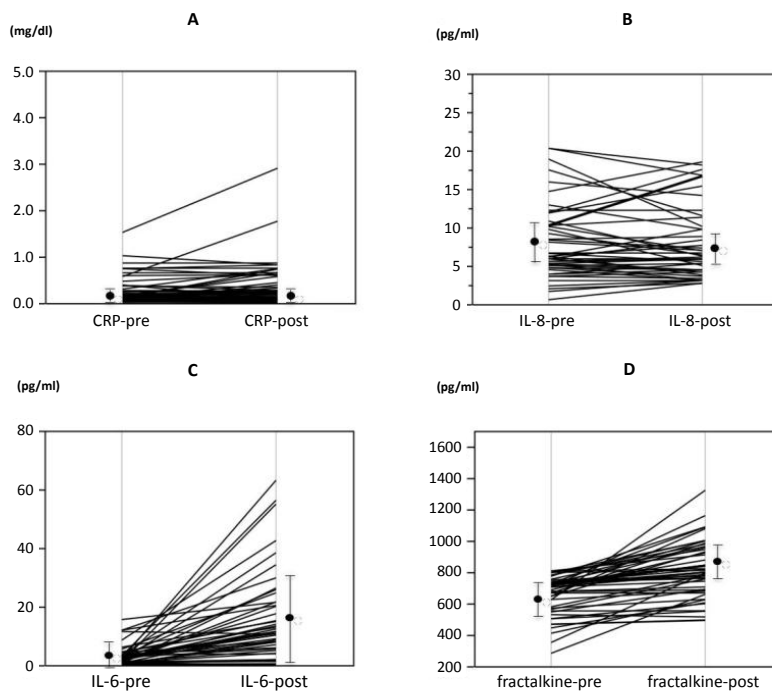 A
(mg/dl)
5.0
4.0
3.0
2.0
1.0
0.0
CRP-pre CRP-post
B
(pg/ml)
30
25
20
15
10
5
0
IL-8-pre IL-8-post
C
(pg/ml)
80
60
40
20
0
IL-6-pre IL-6-post
D
(pg/ml)
1600
1400
1200
1000
800
600
400
200
fractalkine-pre fractalkine-post